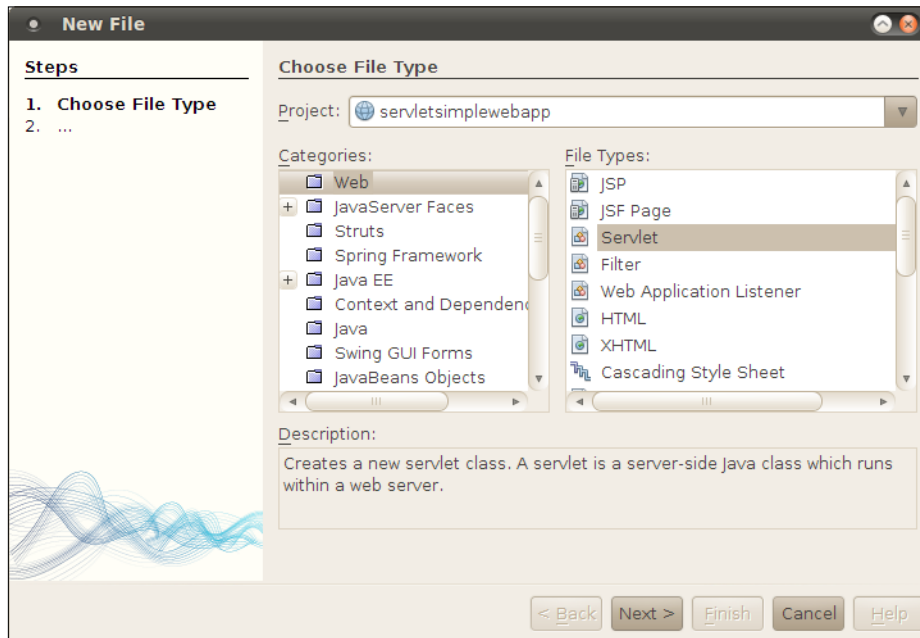 New File
Steps
1. Choose File Type
2. ...
Choose File Type
Project: servletsimplewebapp
Categories:
Web
JavaServer Faces
Struts
Spring Framework
Java EE
Context and Dependenc
Java
Swing GUI Forms
JavaBeans Objects
File Types:
JSP
JSF Page
Servlet
Filter
Web Application Listener
HTML
XHTML
Cascading Style Sheet
Description:
Creates a new servlet class. A servlet is a server-side Java class which runs
within a web server.
< Back Next > Finish Cancel Help